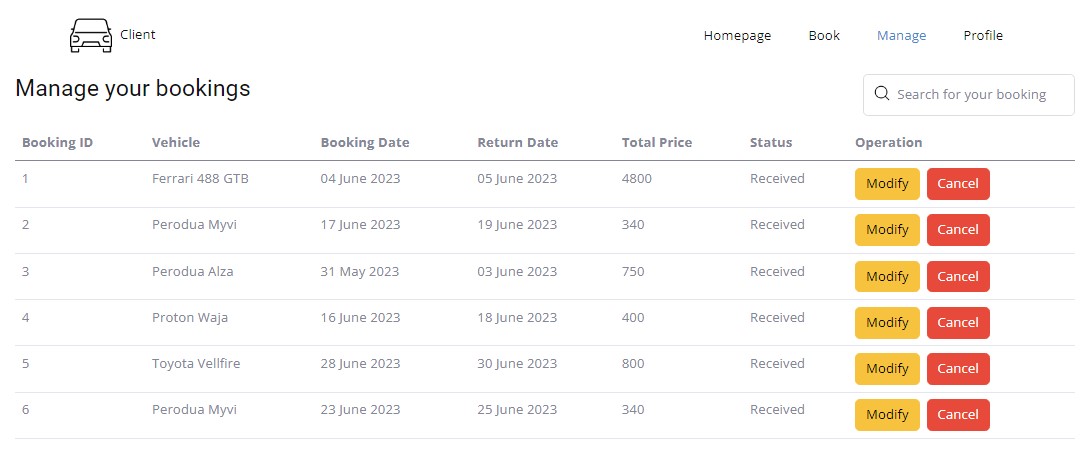 Client Homepage Book Manage Profile
Manage your bookings
Search for your booking
Booking ID Vehicle Booking Date Return Date Total Price Status Operation
1 Ferrari 488 GTB 04 June 2023 05 June 2023 4800 Received Modify Cancel
2 Perodua Myvi 17 June 2023 19 June 2023 340 Received Modify Cancel
3 Perodua Alza 31 May 2023 03 June 2023 750 Received Modify Cancel
4 Proton Waja 16 June 2023 18 June 2023 400 Received Modify Cancel
5 Toyota Vellfire 28 June 2023 30 June 2023 800 Received Modify Cancel
6 Perodua Myvi 23 June 2023 25 June 2023 340 Received Modify Cancel